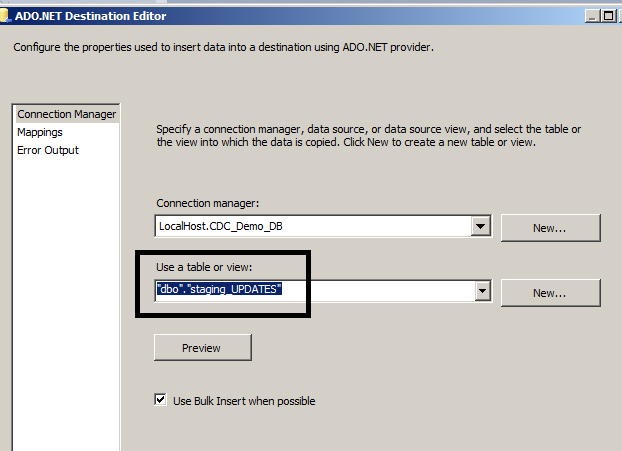 ADO.NET Destination Editor
Configure the properties used to insert data into a destination using ADO.NET provider.
Connection Manager
Mappings
Error Output
Specify a connection manager, data source, or data source view, and select the table or
the view into which the data is copied. Click New to create a new table or view.
Connection manager:
LocalHost.CDC_Demo_DB
New...
Use a table or view:
"dbo"."staging_UPDATES"
New...
Preview
Use Bulk Insert when possible